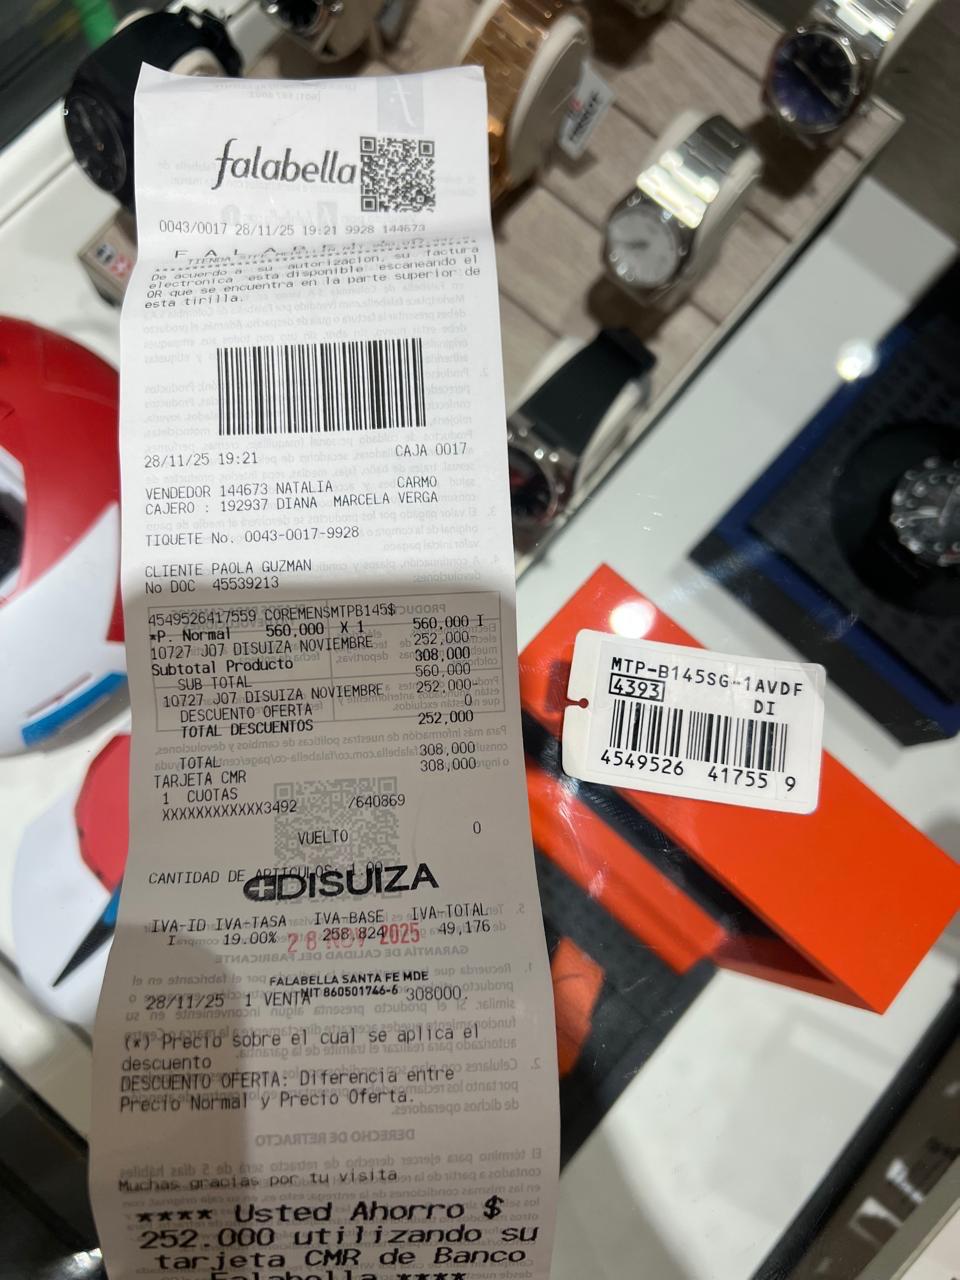 falabella
0043/0017 28/11/25 19:21 9928 144673
De acuerdo a su autorizacion, su factura
electronica esta disponible escaneando el
QR que se encuentra en la parte superior de
esta tirilla.
28/11/25 19:21 CAJA 0017
VENDEDOR 144673 NATALIA CARMO
CAJERO : 192937 DIANA MARCELA VERGA
TIQUETE No. 0043-0017-9928
CLIENTE PAOLA GUZMAN
No DOC 45539213
4549526417559 COREMENSMTPB145$
*P. Normal 560,000 X 1 560,000 I
10727 J07 DISUIZA NOVIEMBRE 252,000-
Subtotal Producto 308,000
SUB TOTAL 560,000
10727 J07 DISUIZA NOVIEMBRE 252,000-
DESCUENTO OFERTA 0
TOTAL DESCUENTOS 252,000
TOTAL 308,000
TARJETA CMR 308,000
1 CUOTAS
XXXXXXXXXXXX3492 /640869
VUELTO 0
CANTIDAD DE ARTICULOS: 1.00
DISUIZA
IVA-ID IVA-TASA IVA-BASE IVA-TOTAL
I 19.00% 258,824 49,176
28 NOV 2025
FALABELLA SANTA FE MDE
NIT 860501746-6
28/11/25 1 VENTA 308000.
(*) Precio sobre el cual se aplica el
descuento
DESCUENTO OFERTA: Diferencia entre
Precio Normal y Precio Oferta.
Muchas gracias por tu visita
**** Usted Ahorro $
252.000 utilizando su
tarjeta CMR de Banco
Falabella ****
MTP-B145SG-1AVDF
4393 DI
4549526 41755 9